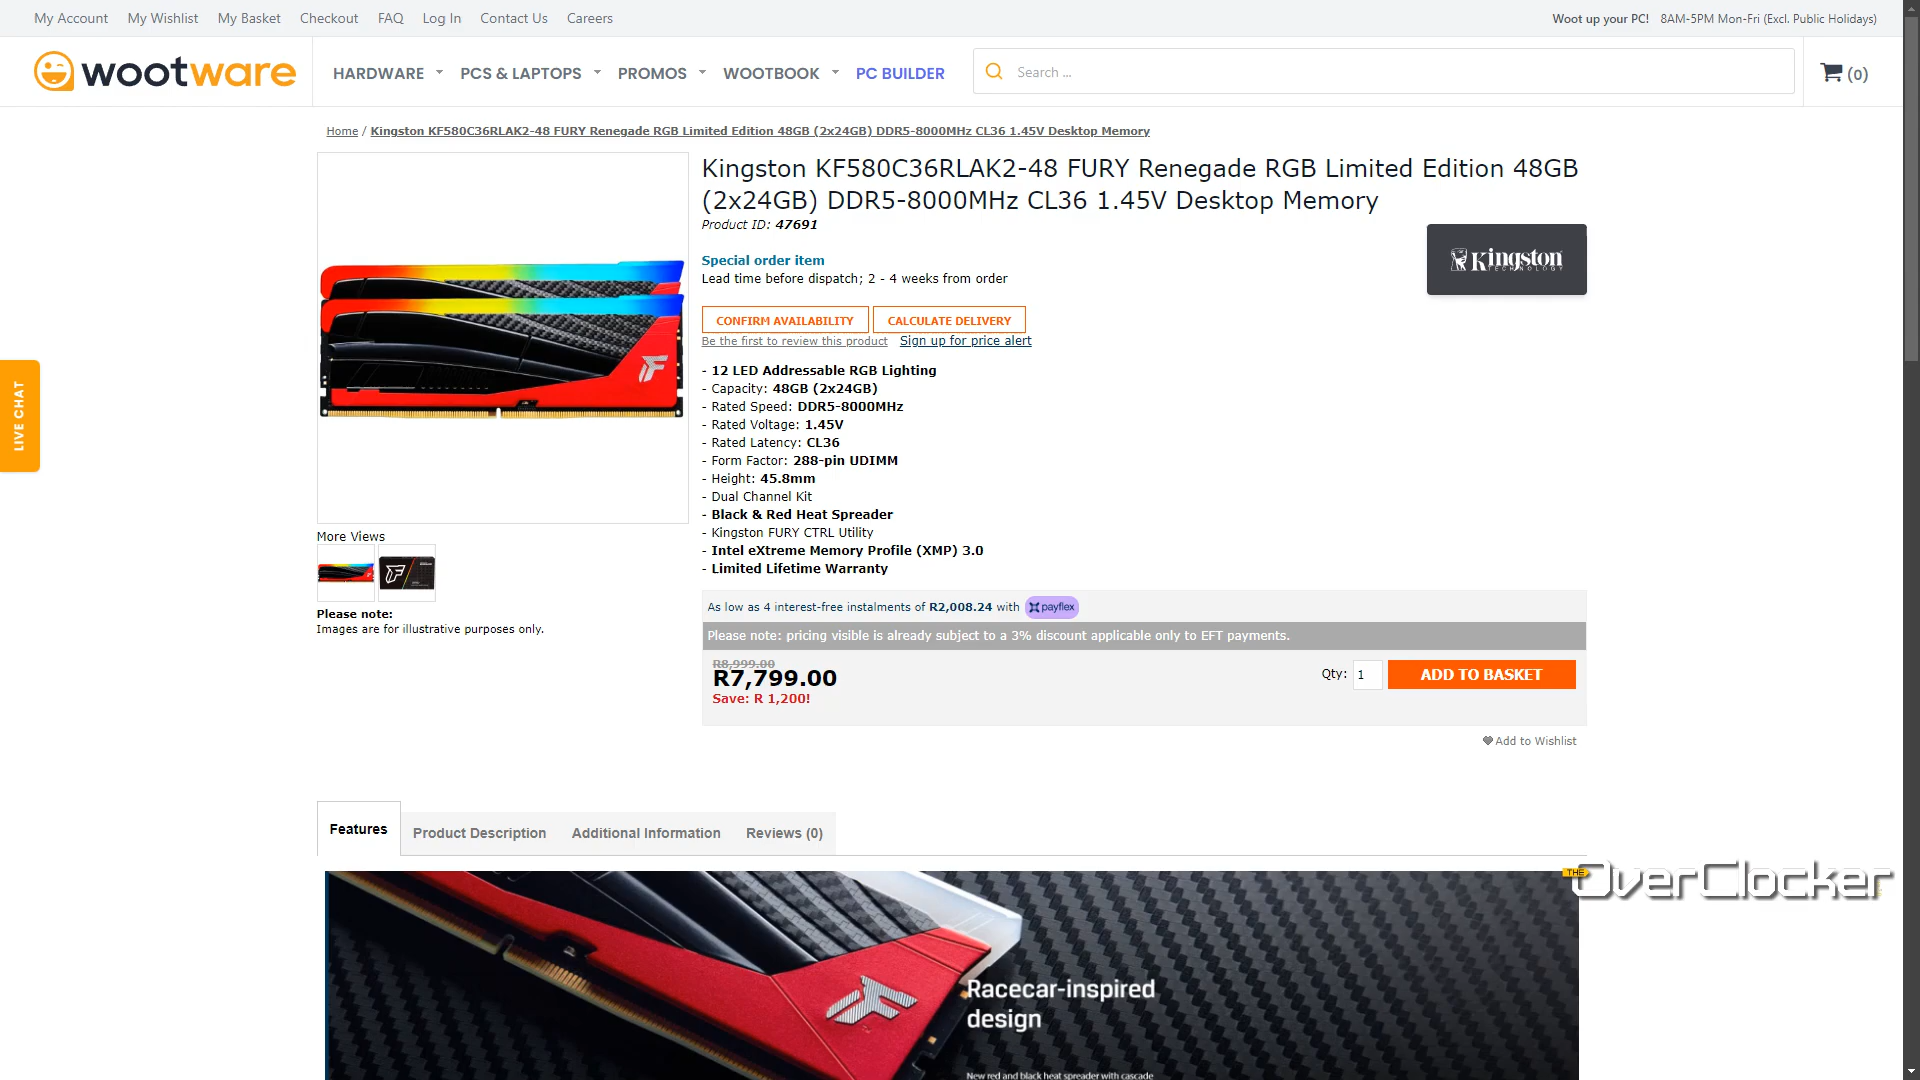 My Account My Wishlist My Basket Checkout FAQ Log In Contact Us Careers
Woot up your PC! 8AM-5PM Mon-Fri (Excl. Public Holidays)
wootware
HARDWARE PCS & LAPTOPS PROMOS WOOTBOOK PC BUILDER
Search ...
(0)
Home / Kingston KF580C36RLAK2-48 FURY Renegade RGB Limited Edition 48GB (2x24GB) DDR5-8000MHz CL36 1.45V Desktop Memory
Kingston KF580C36RLAK2-48 FURY Renegade RGB Limited Edition 48GB
(2x24GB) DDR5-8000MHz CL36 1.45V Desktop Memory
Product ID: 47691
Kingston
TECHNOLOGY
Special order item
Lead time before dispatch; 2 - 4 weeks from order
CONFIRM AVAILABILITY CALCULATE DELIVERY
Be the first to review this product Sign up for price alert
LIVE CHAT
- 12 LED Addressable RGB Lighting
- Capacity: 48GB (2x24GB)
- Rated Speed: DDR5-8000MHz
- Rated Voltage: 1.45V
- Rated Latency: CL36
- Form Factor: 288-pin UDIMM
- Height: 45.8mm
- Dual Channel Kit
- Black & Red Heat Spreader
- Kingston FURY CTRL Utility
- Intel eXtreme Memory Profile (XMP) 3.0
- Limited Lifetime Warranty
More Views
Please note:
Images are for illustrative purposes only.
As low as 4 interest-free instalments of R2,008.24 with payflex
Please note: pricing visible is already subject to a 3% discount applicable only to EFT payments.
R8,999.00
R7,799.00
Save: R 1,200!
Qty: 1 ADD TO BASKET
Add to Wishlist
Features Product Description Additional Information Reviews (0)
THE OverClocker
Racecar-inspired
design
New red and black heat spreader with cascade